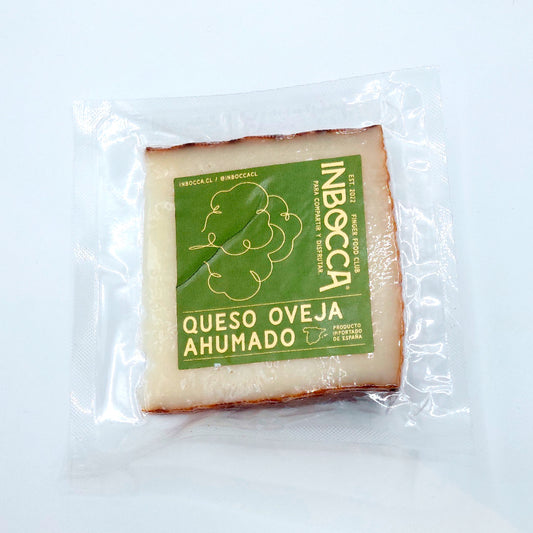 INBOCCA.CL / @INBOCCACL
INBOCCA®
EST. 2022 FINGER FOOD CLUB
PARA COMPARTIR Y DISFRUTAR.
QUESO OVEJA
AHUMADO
PRODUCTO
IMPORTADO
DE ESPAÑA